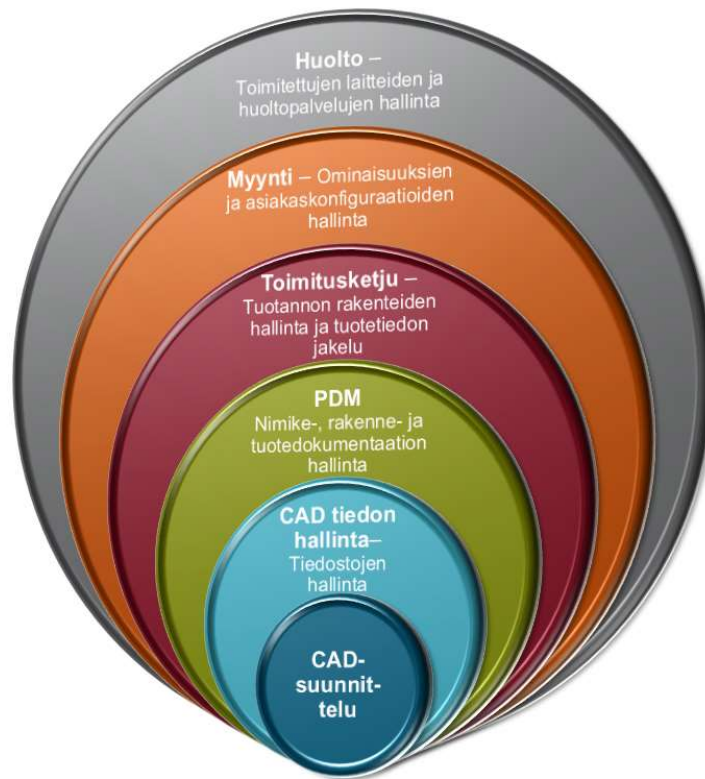 Huolto –
Toimitettujen laitteiden ja
huoltopalvelujen hallinta
Myynti – Ominaisuuksien
ja asiakaskonfiguraatioiden
hallinta
Toimitusketju –
Tuotannon rakenteiden
hallinta ja tuotetiedon
jakelu
PDM
Nimike-, rakenne- ja
tuotedokumentaation
hallinta
CAD tiedon
hallinta–
Tiedostojen
hallinta
CAD-
suunnit-
telu